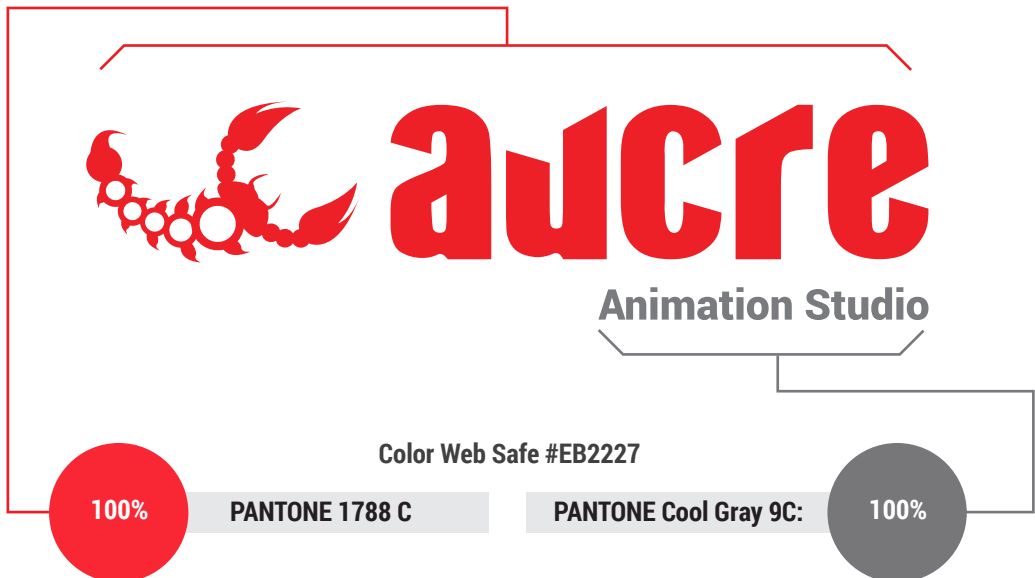 aucre
Animation Studio
Color Web Safe #EB2227
100%
PANTONE 1788 C
PANTONE Cool Gray 9C:
100%